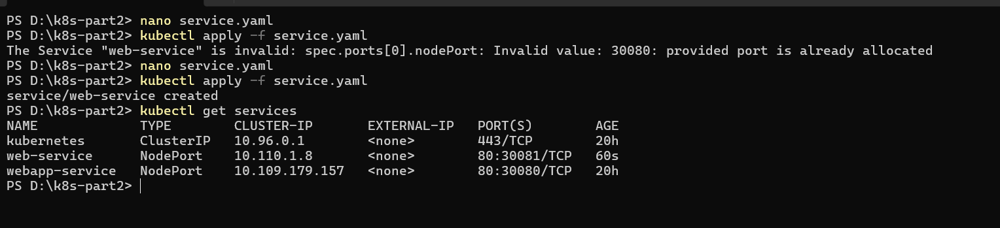 PS D:\k8s-part2> nano service.yaml
PS D:\k8s-part2> kubectl apply -f service.yaml
The Service "web-service" is invalid: spec.ports[0].nodePort: Invalid value: 30080: provided port is already allocated
PS D:\k8s-part2> nano service.yaml
PS D:\k8s-part2> kubectl apply -f service.yaml
service/web-service created
PS D:\k8s-part2> kubectl get services
NAME TYPE CLUSTER-IP EXTERNAL-IP PORT(S) AGE
kubernetes ClusterIP 10.96.0.1 <none> 443/TCP 20h
web-service NodePort 10.110.1.8 <none> 80:30081/TCP 60s
webapp-service NodePort 10.109.179.157 <none> 80:30080/TCP 20h
PS D:\k8s-part2>